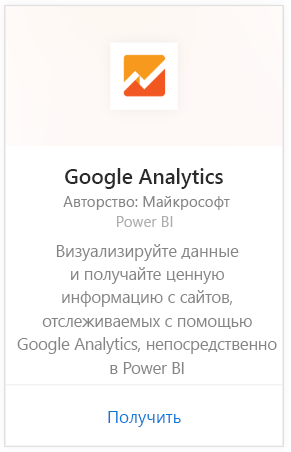 Google Analytics
Авторство: Майкрософт
Power BI
Визуализируйте данные
и получайте ценную
информацию с сайтов,
отслеживаемых с помощью
Google Analytics, непосредственно
в Power BI
Получить